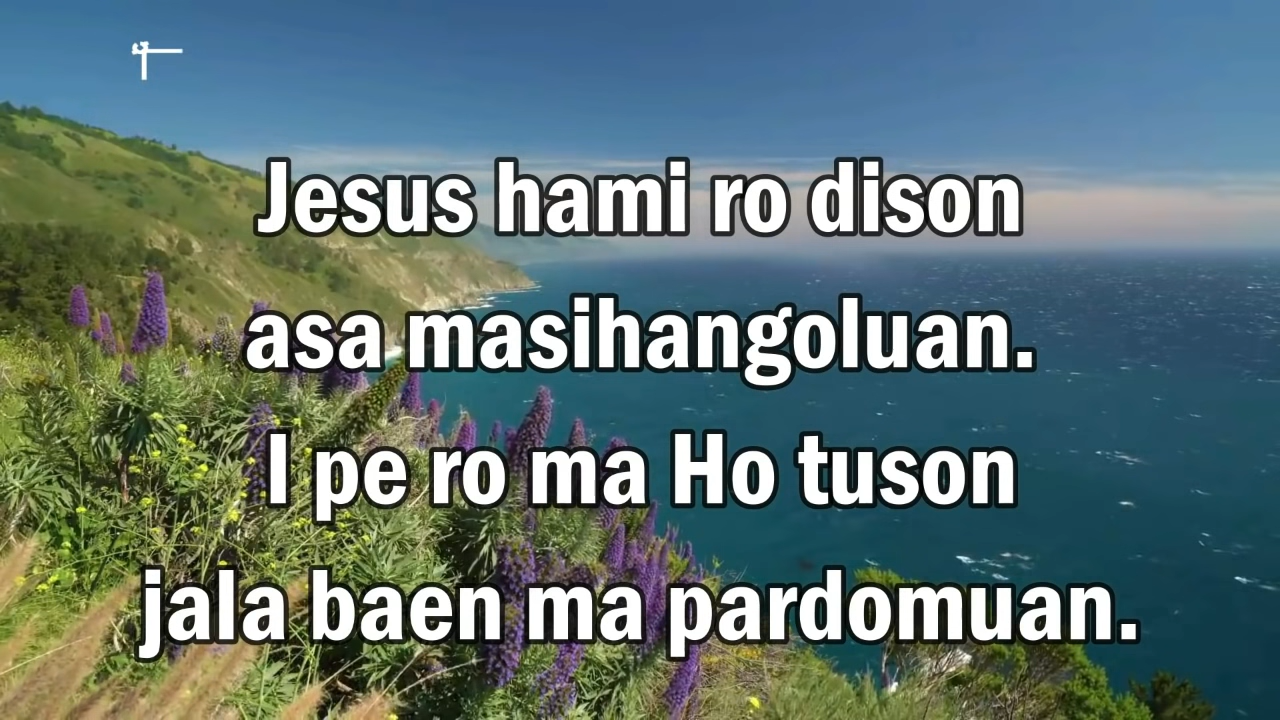 Jesus hami ro dison
asa masihangoluan.
I pe ro ma Ho tuson
jala baen ma pardomuan.